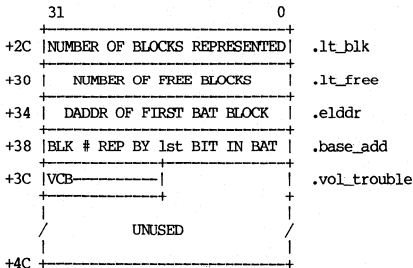 31 0
+2C NUMBER OF BLOCKS REPRESENTED .lt_blk
+30 NUMBER OF FREE BLOCKS .lt_free
+34 DADDR OF FIRST BAT BLOCK .elddr
+38 BLK # REP BY 1st BIT IN BAT .base_add
+3C VCB .vol_trouble
UNUSED
+4C